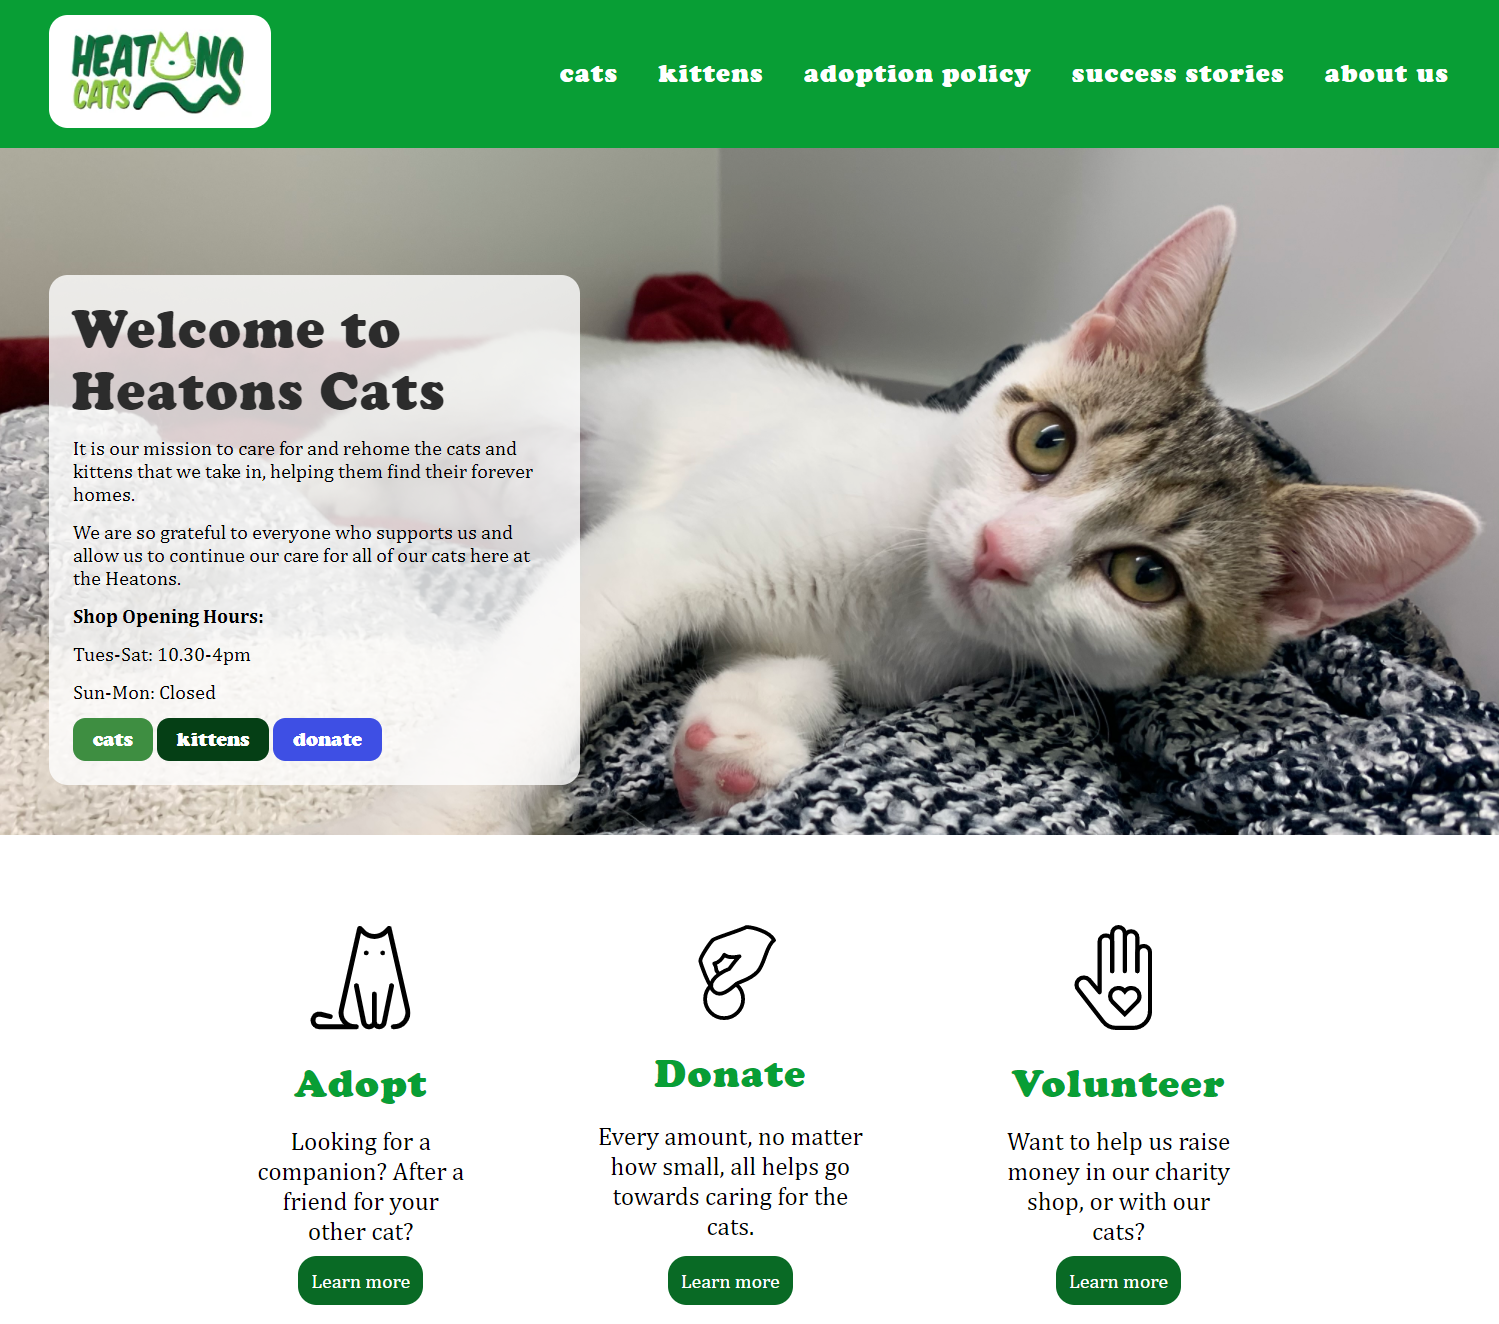 HEATONS
CATS
cats kittens adoption policy success stories about us
Welcome to
Heatons Cats
It is our mission to care for and rehome the cats and
kittens that we take in, helping them find their forever
homes.
We are so grateful to everyone who supports us and
allow us to continue our care for all of our cats here at
the Heatons.
Shop Opening Hours:
Tues-Sat: 10.30-4pm
Sun-Mon: Closed
cats kittens donate
Adopt
Looking for a
companion? After a
friend for your
other cat?
Learn more
Donate
Every amount, no matter
how small, all helps go
towards caring for the
cats.
Learn more
Volunteer
Want to help us raise
money in our charity
shop, or with our
cats?
Learn more